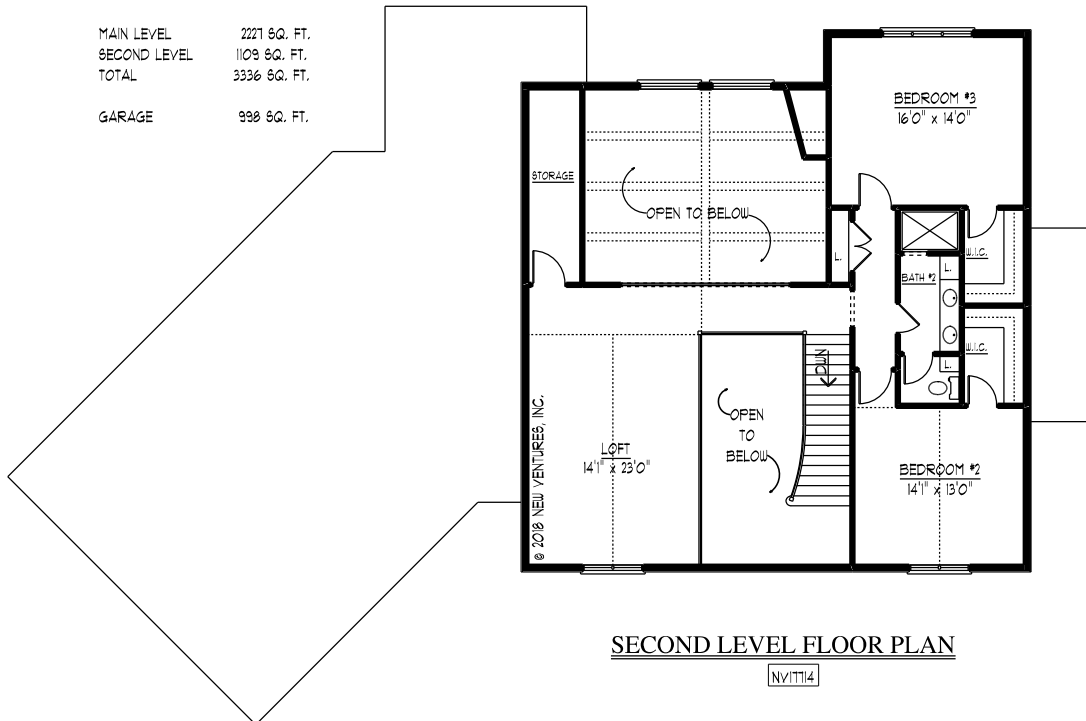 MAIN LEVEL 2227 SQ. FT.
SECOND LEVEL 1109 SQ. FT.
TOTAL 3336 SQ. FT.
GARAGE 998 SQ. FT.
BEDROOM #3
16'0" x 14'0"
STORAGE
OPEN TO BELOW
L.
W.I.C.
BATH #2
L.
W.I.C.
L.
DWN
OPEN
TO
BELOW
LOFT
14'1" x 23'0"
BEDROOM #2
14'1" x 13'0"
© 2018 NEW VENTURES, INC.
SECOND LEVEL FLOOR PLAN
NV17714